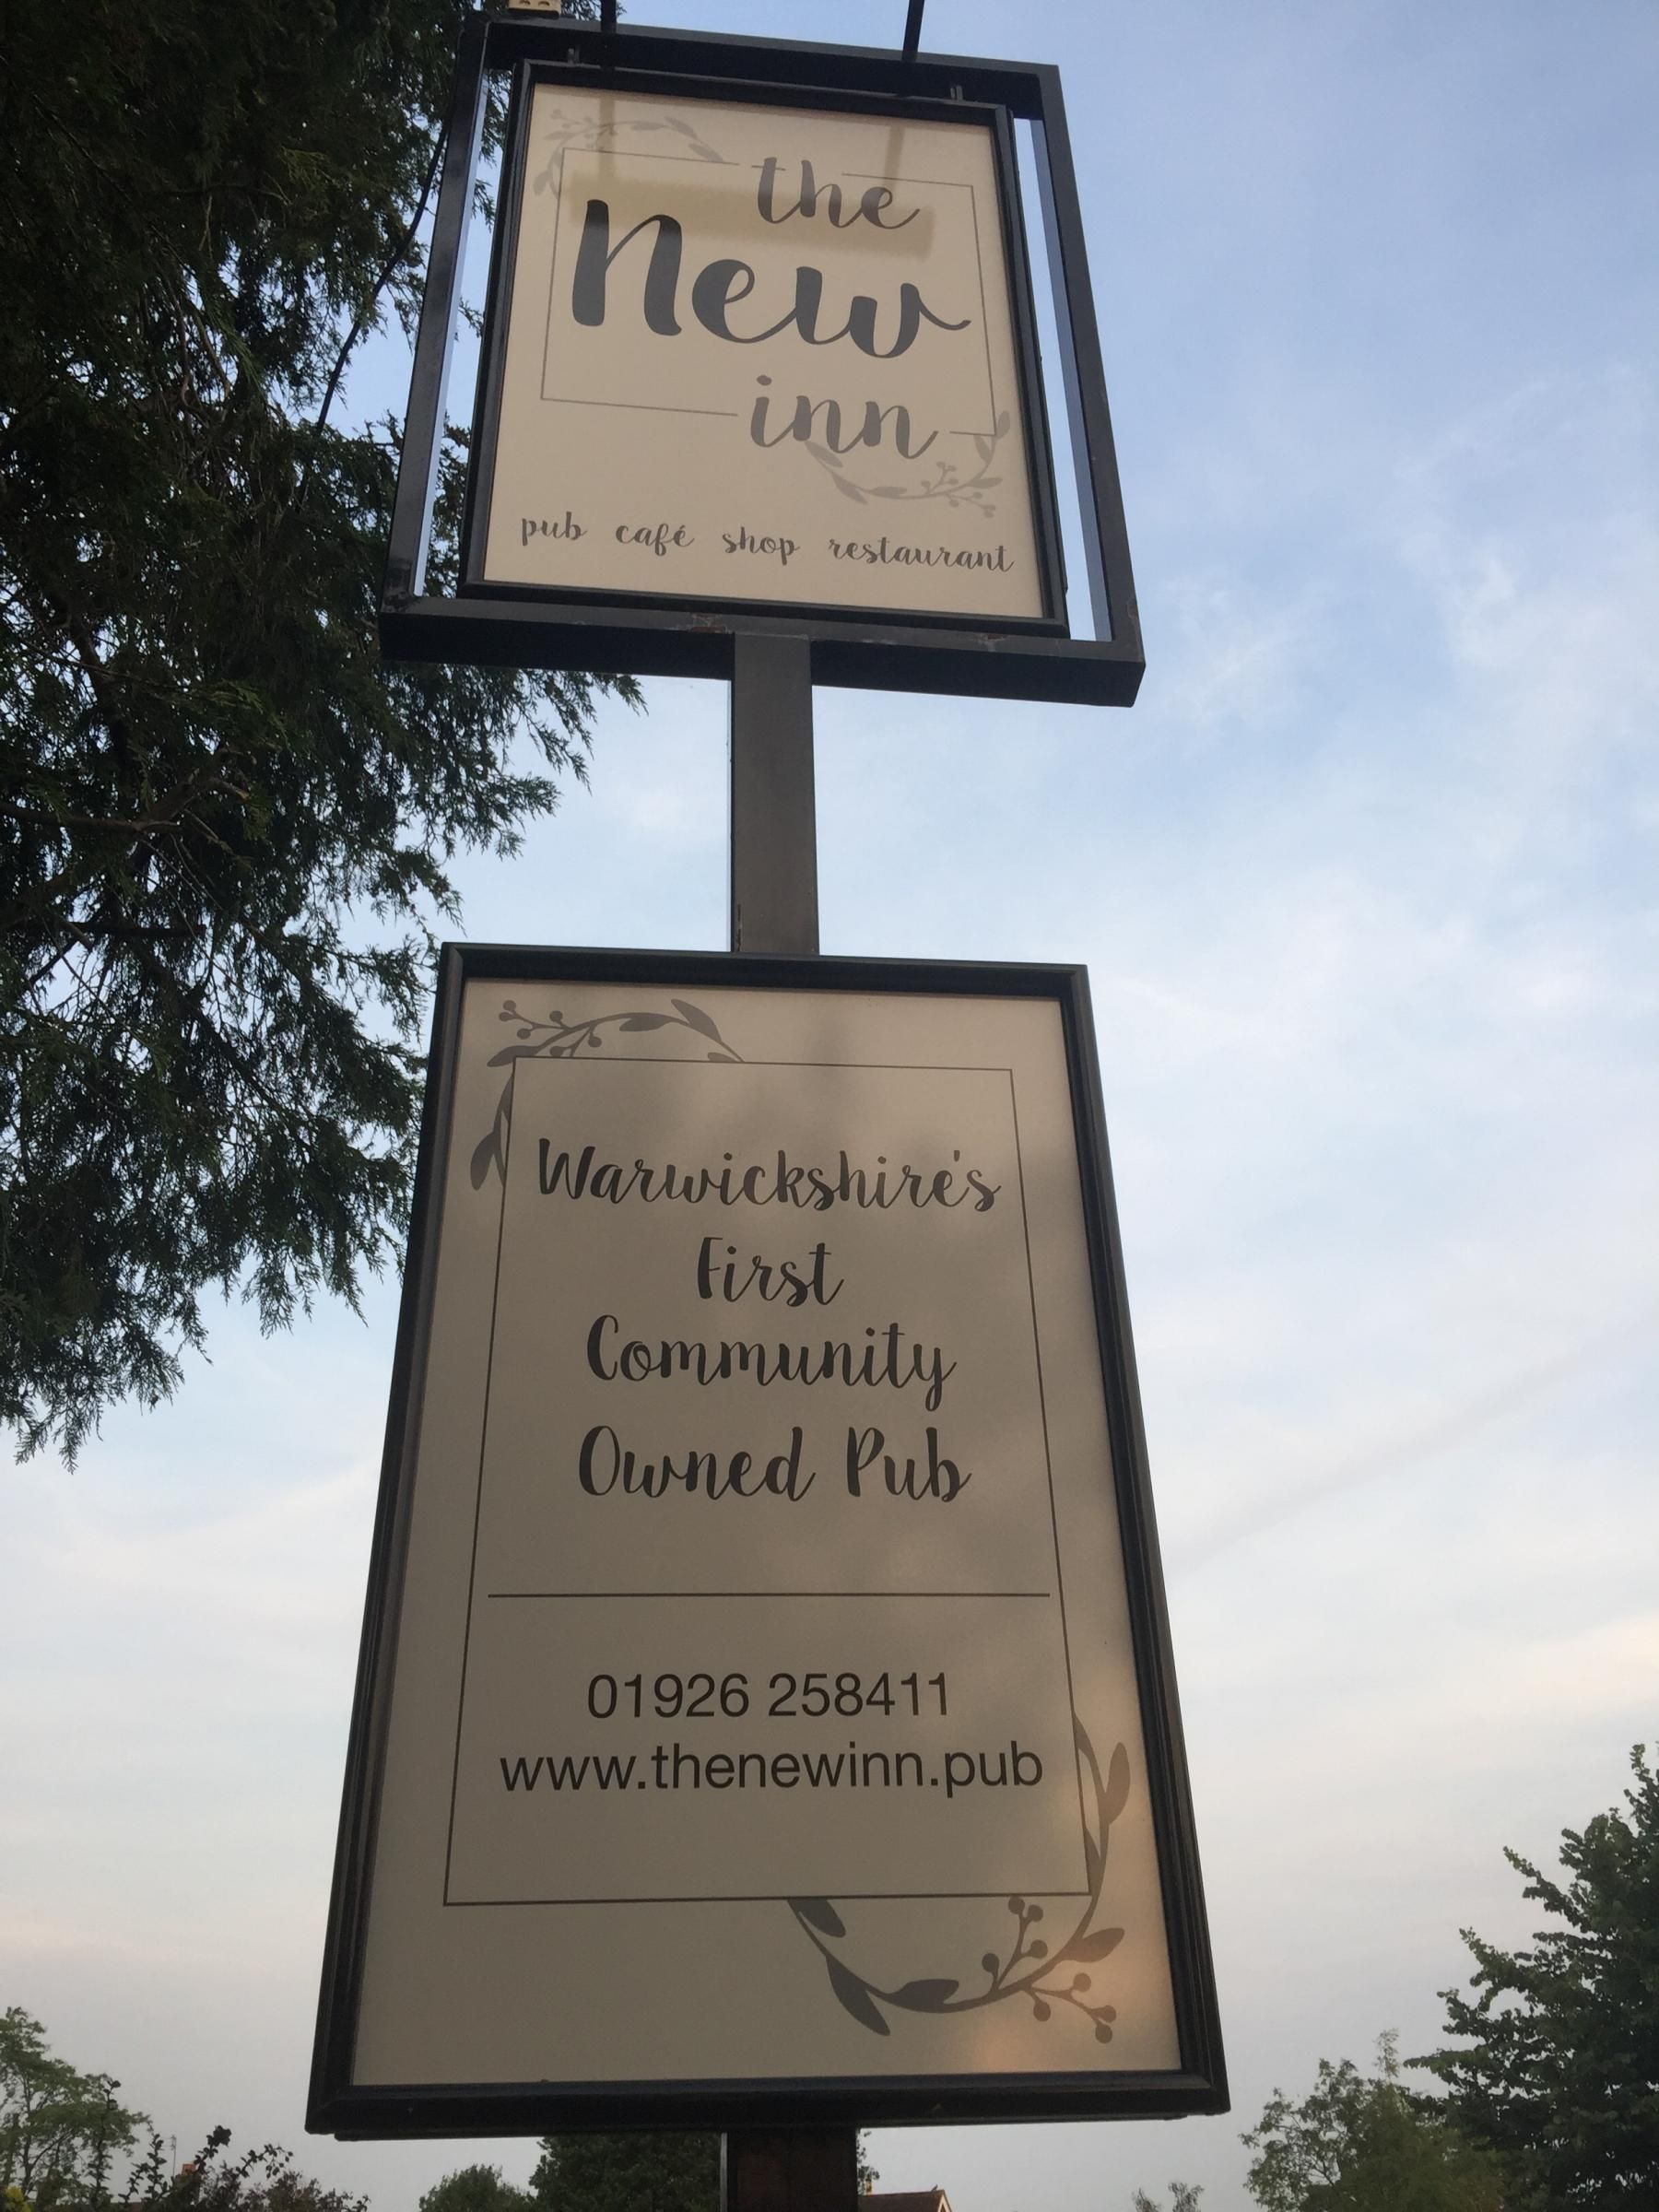 the
New
inn
pub café shop restaurant
Warwickshire's
First
Community
Owned Pub
01926 258411
www.thenewinn.pub